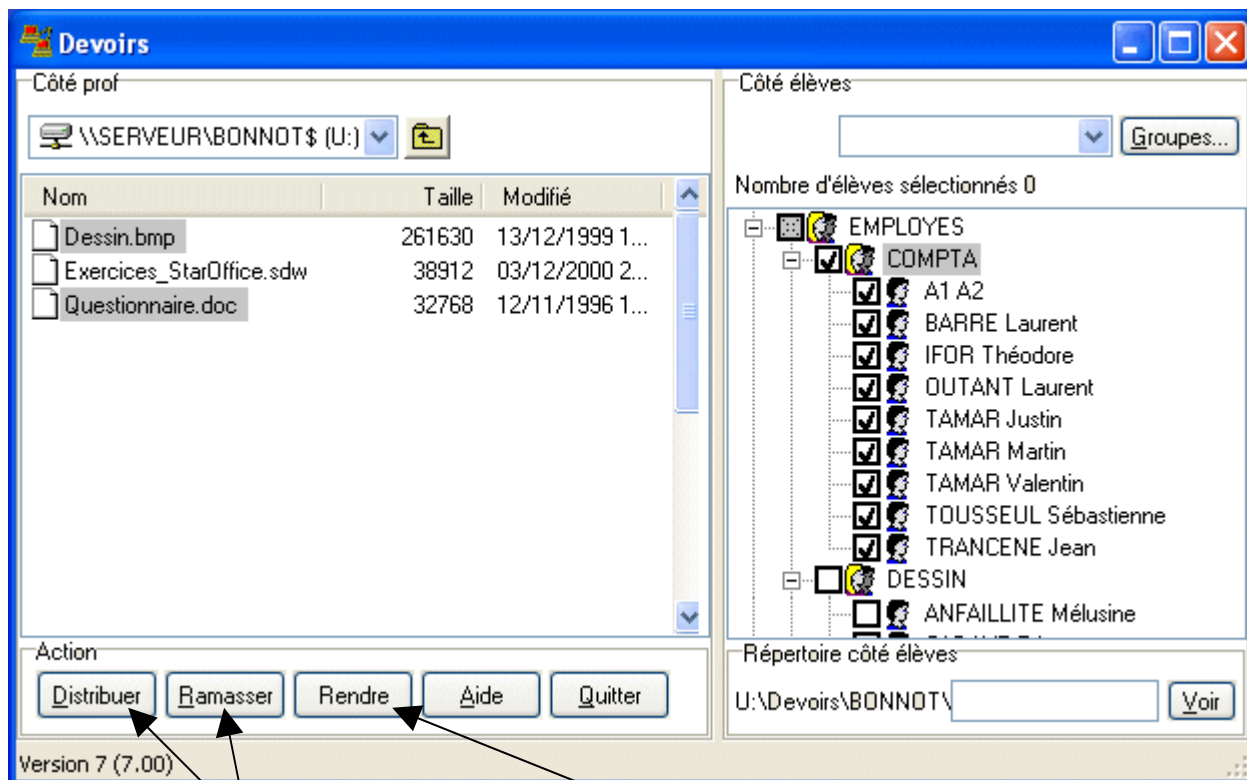 Devoirs
Côté prof
\\SERVEUR\BONNOT$ (U:)
Nom Taille Modifié
Dessin.bmp 261630 13/12/1999 1...
Exercices_StarOffice.sdw 38912 03/12/2000 2...
Questionnaire.doc 32768 12/11/1996 1...
Action
Distribuer Ramasser Rendre Aide Quitter
Côté élèves
Groupes...
Nombre d'élèves sélectionnés 0
EMPLOYES
COMPTA
A1 A2
BARRE Laurent
IFOR Théodore
OUTANT Laurent
TAMAR Justin
TAMAR Martin
TAMAR Valentin
TOUSSEUL Sébastienne
TRANCENE Jean
DESSIN
ANFAILLITE Mélusine
Répertoire côté élèves
U:\Devoirs\BONNOT\ Voir
Version 7 (7.00)